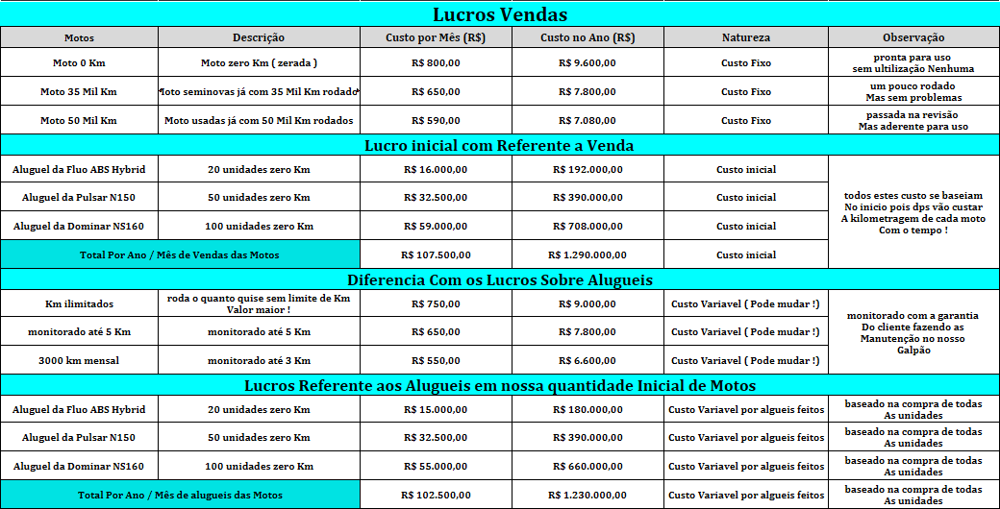 Lucros Vendas
Motos Descrição Custo por Mês (R$) Custo no Ano (R$) Natureza Observação
Moto 0 Km Moto zero Km ( zerada ) R$ 800,00 R$ 9.600,00 Custo Fixo pronta para uso
sem ultilização Nenhuma
Moto 35 Mil Km Moto seminovas já com 35 Mil Km rodado R$ 650,00 R$ 7.800,00 Custo Fixo um pouco rodado
Mas sem problemas
Moto 50 Mil Km Moto usadas já com 50 Mil Km rodados R$ 590,00 R$ 7.080,00 Custo Fixo passada na revisão
Mas aderente para uso
Lucro inicial com Referente a Venda
Aluguel da Fluo ABS Hybrid 20 unidades zero Km R$ 16.000,00 R$ 192.000,00 Custo inicial
Aluguel da Pulsar N150 50 unidades zero Km R$ 32.500,00 R$ 390.000,00 Custo inicial
Aluguel da Dominar NS160 100 unidades zero Km R$ 59.000,00 R$ 708.000,00 Custo inicial
Total Por Ano / Mês de Vendas das Motos R$ 107.500,00 R$ 1.290.000,00 Custo inicial
todos estes custo se baseiam
No inicio pois dps vão custar
A kilometragem de cada moto
Com o tempo !
Diferencia Com os Lucros Sobre Alugueis
Km ilimitados roda o quanto quise sem limite de Km
Valor maior ! R$ 750,00 R$ 9.000,00 Custo Variavel ( Pode mudar !)
monitorado até 5 Km monitorado até 5 Km R$ 650,00 R$ 7.800,00 Custo Variavel ( Pode mudar !)
3000 km mensal monitorado até 3 Km R$ 550,00 R$ 6.600,00 Custo Variavel ( Pode mudar !)
monitorado com a garantia
Do cliente fazendo as
Manutenção no nosso
Galpão
Lucros Referente aos Alugueis em nossa quantidade Inicial de Motos
Aluguel da Fluo ABS Hybrid 20 unidades zero Km R$ 15.000,00 R$ 180.000,00 Custo Variavel por algueis feitos baseado na compra de todas
As unidades
Aluguel da Pulsar N150 50 unidades zero Km R$ 32.500,00 R$ 390.000,00 Custo Variavel por algueis feitos baseado na compra de todas
As unidades
Aluguel da Dominar NS160 100 unidades zero Km R$ 55.000,00 R$ 660.000,00 Custo Variavel por algueis feitos baseado na compra de todas
As unidades
Total Por Ano / Mês de alugueis das Motos R$ 102.500,00 R$ 1.230.000,00 Custo Variavel por algueis feitos baseado na compra de todas
As unidades